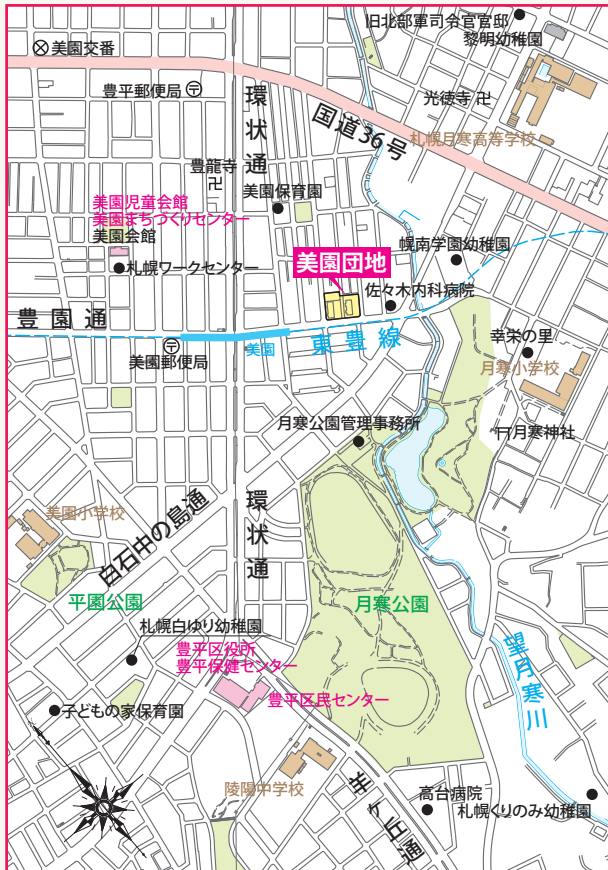 旧北部軍司令官官邸
黎明幼稚園
美園交番
豊平郵便局
環状通
国道36号
光徳寺
札幌月寒高等学校
豊龍寺
美園保育園
美園児童会館
美園まちづくりセンター
美園会館
札幌ワークセンター
美園団地
幌南学園幼稚園
佐々木内科病院
豊園通
美園郵便局
美園
東豊線
幸栄の里
月寒小学校
月寒公園管理事務所
月寒神社
美園小学校
白石中の島通
環状通
平園公園
月寒公園
札幌白ゆり幼稚園
豊平区役所
豊平保健センター
豊平区民センター
望月寒川
子どもの家保育園
陵陽中学校
羊ケ丘通
高台病院
札幌くりのみ幼稚園